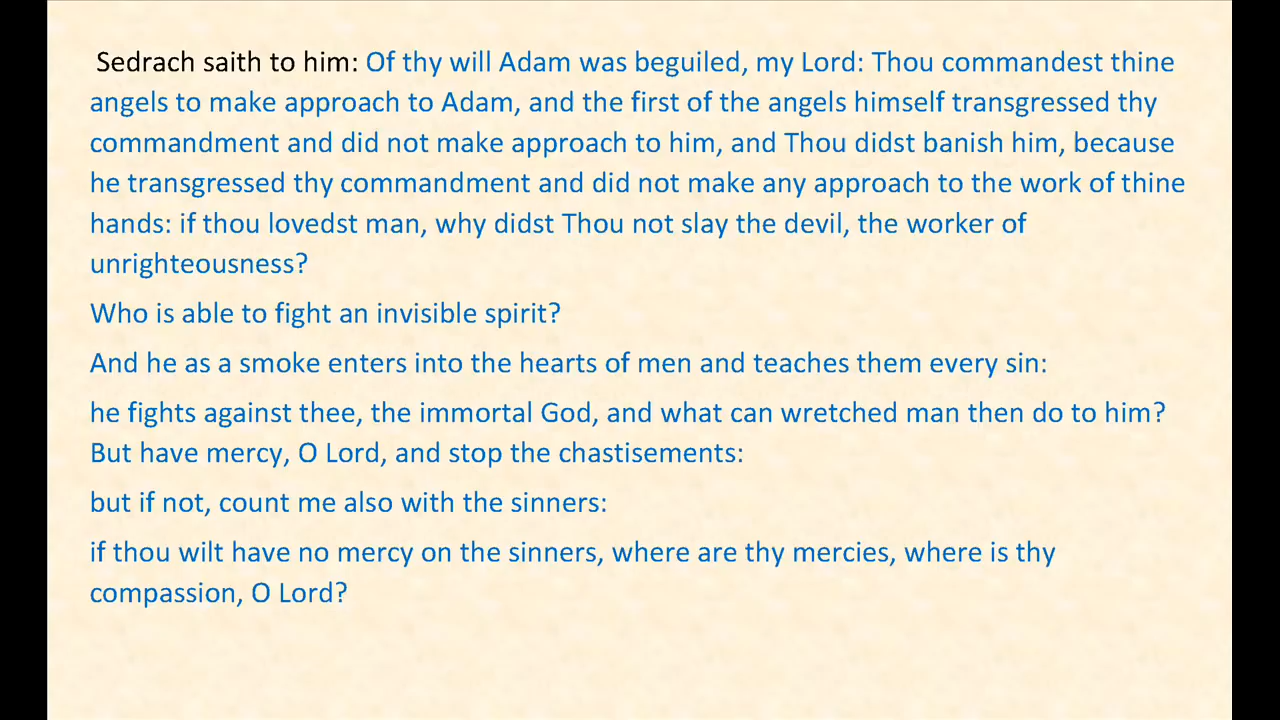 Sedrach saith to him: Of thy will Adam was beguiled, my Lord: Thou commandest thine
angels to make approach to Adam, and the first of the angels himself transgressed thy
commandment and did not make approach to him, and Thou didst banish him, because
he transgressed thy commandment and did not make any approach to the work of thine
hands: if thou lovedst man, why didst Thou not slay the devil, the worker of
unrighteousness?
Who is able to fight an invisible spirit?
And he as a smoke enters into the hearts of men and teaches them every sin:
he fights against thee, the immortal God, and what can wretched man then do to him?
But have mercy, O Lord, and stop the chastisements:
but if not, count me also with the sinners:
if thou wilt have no mercy on the sinners, where are thy mercies, where is thy
compassion, O Lord?